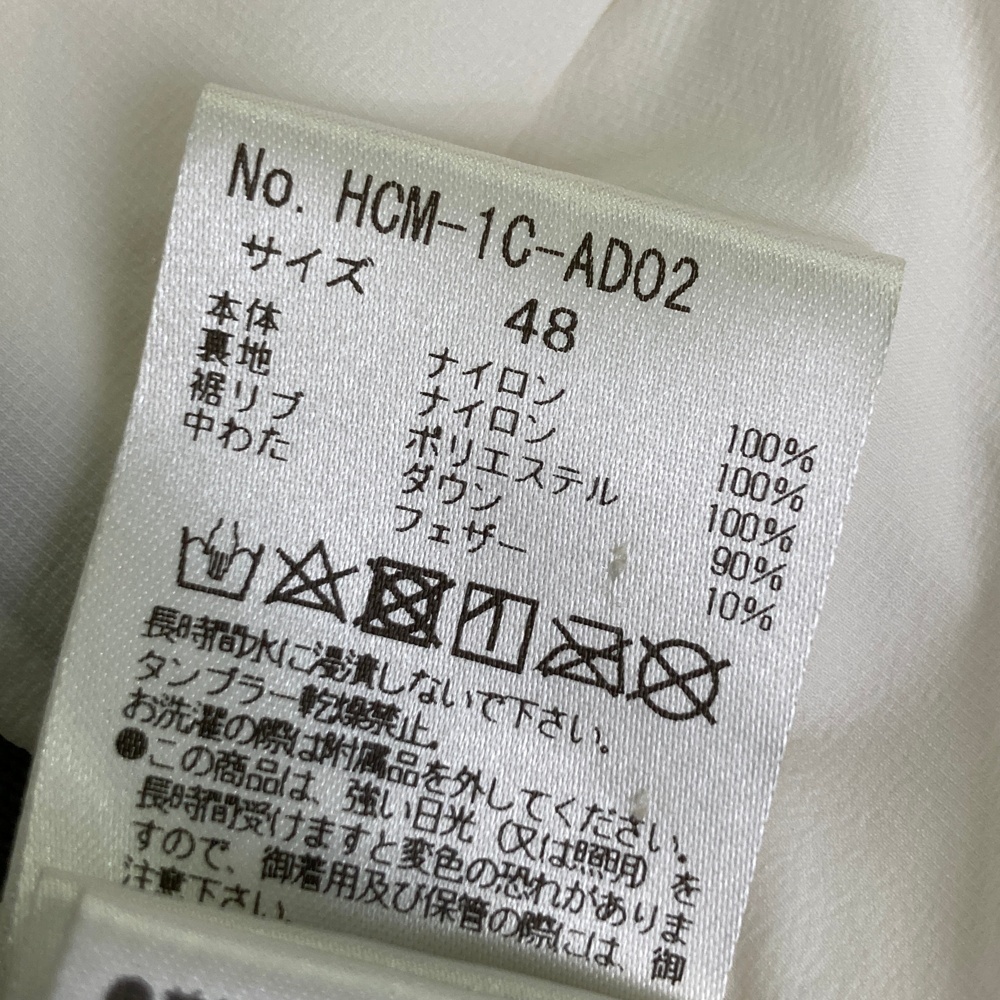 No. HCM-1C-AD02
サイズ 48
本体 ナイロン 100%
裏地 ナイロン 100%
裾リブ ポリエステル 100%
中わた ダウン 90%
フェザー 10%
長時間水に浸漬しないで下さい。
タンブラー乾燥禁止。
お洗濯の際は附属品を外してください。
●この商品は、強い日光（又は照明）を
長時間受けますと変色の恐れがありま
すので、御着用及び保管の際には、御
注意下さい。